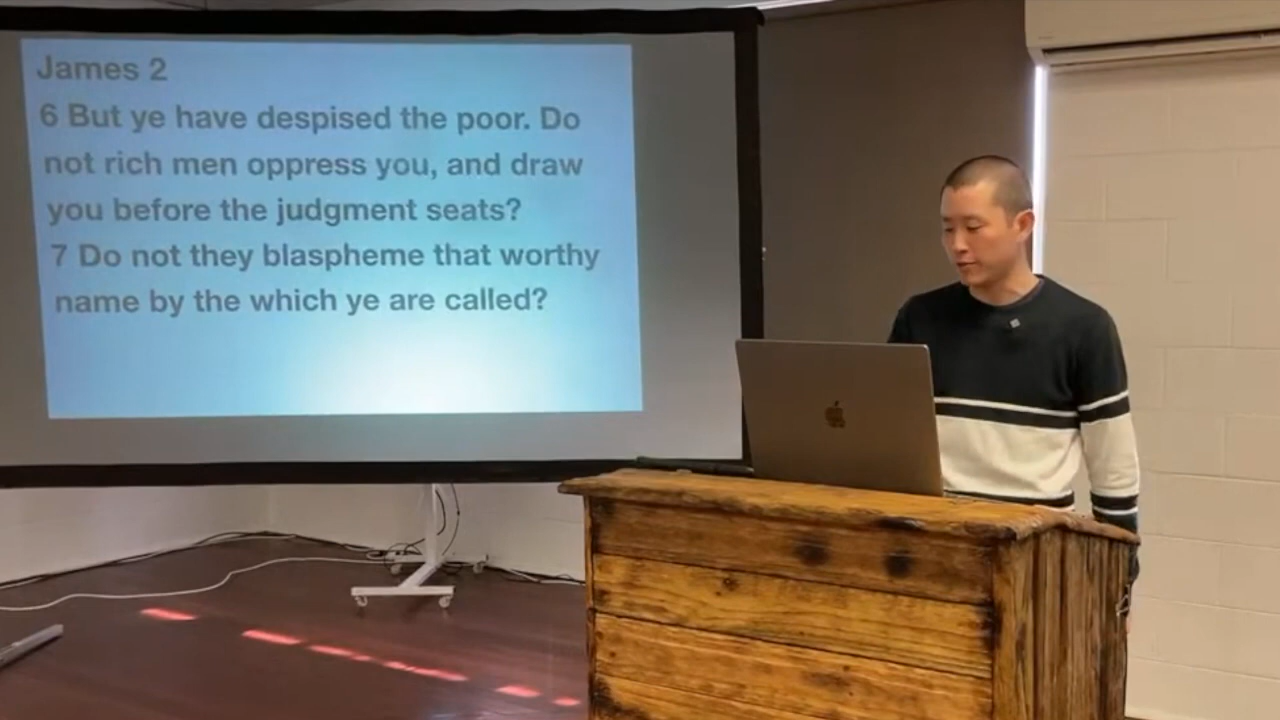 James 2
6 But ye have despised the poor. Do
not rich men oppress you, and draw
you before the judgment seats?
7 Do not they blaspheme that worthy
name by the which ye are called?